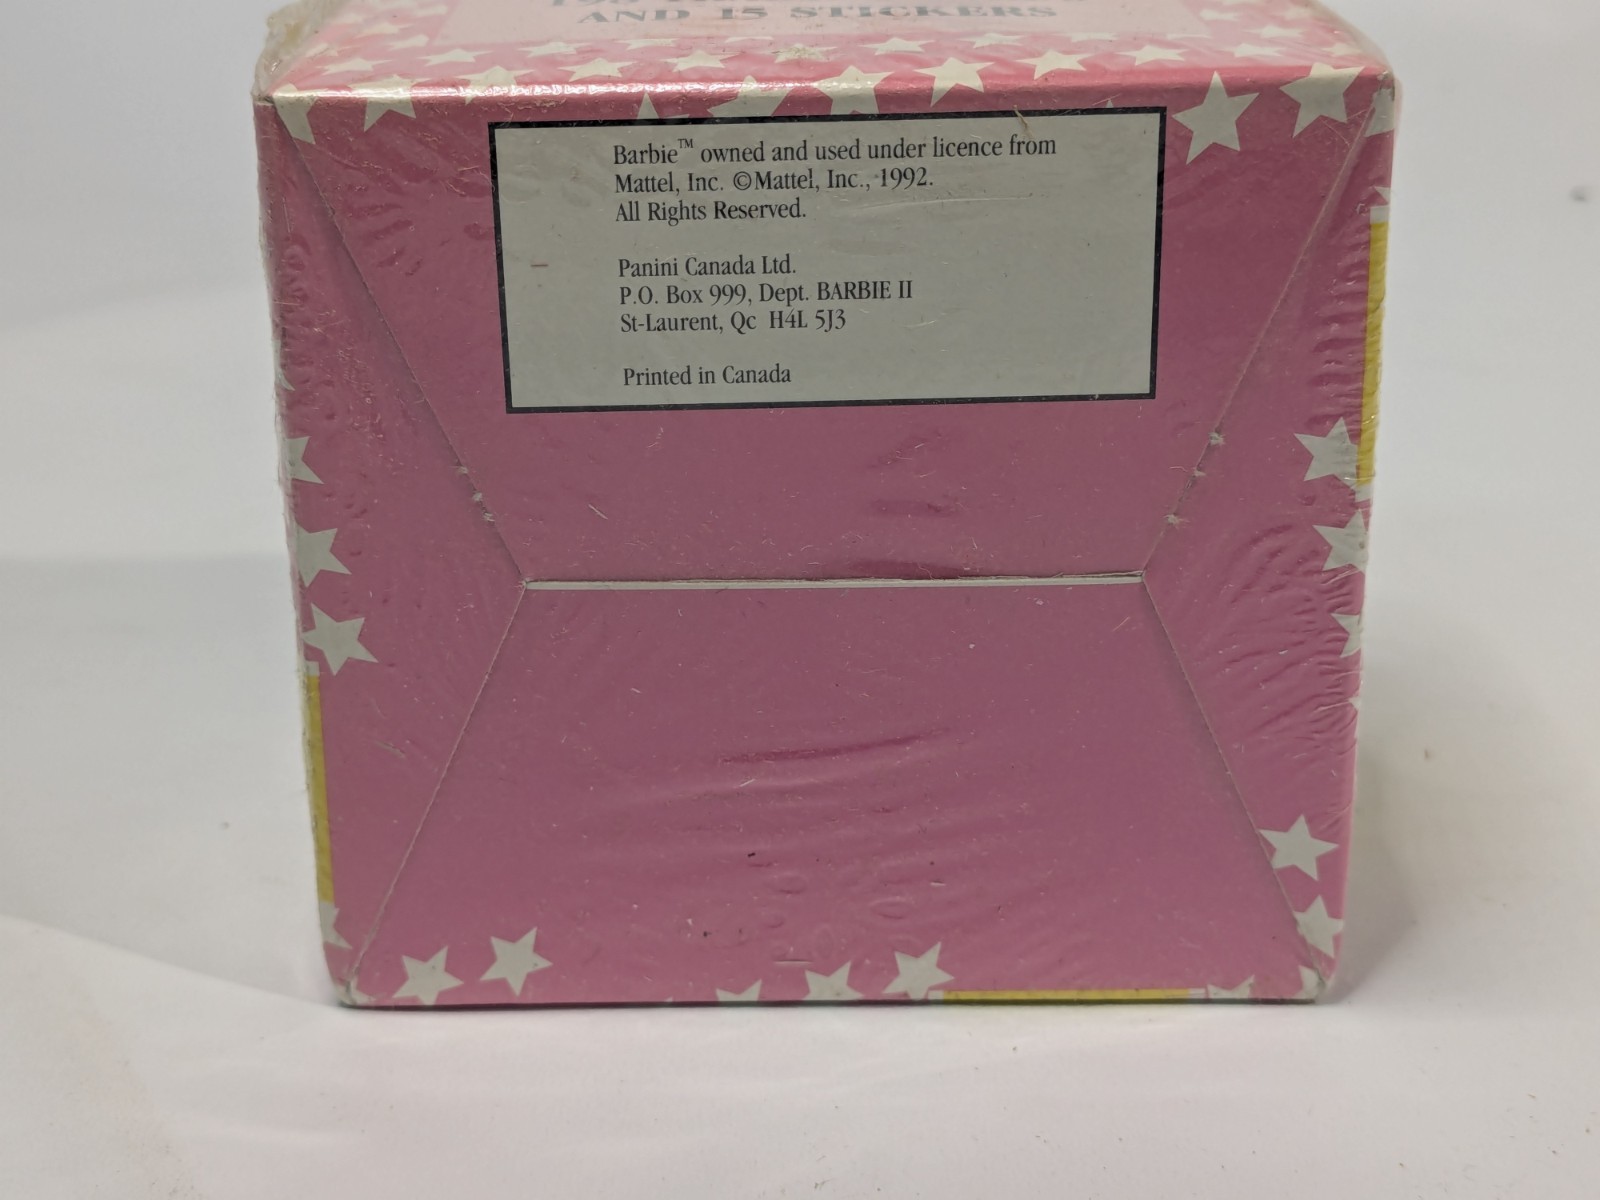 AND 15 STICKERS
Barbie™ owned and used under licence from
Mattel, Inc. ©Mattel, Inc., 1992.
All Rights Reserved.
Panini Canada Ltd.
P.O. Box 999, Dept. BARBIE II
St-Laurent, Qc H4L 5J3
Printed in Canada